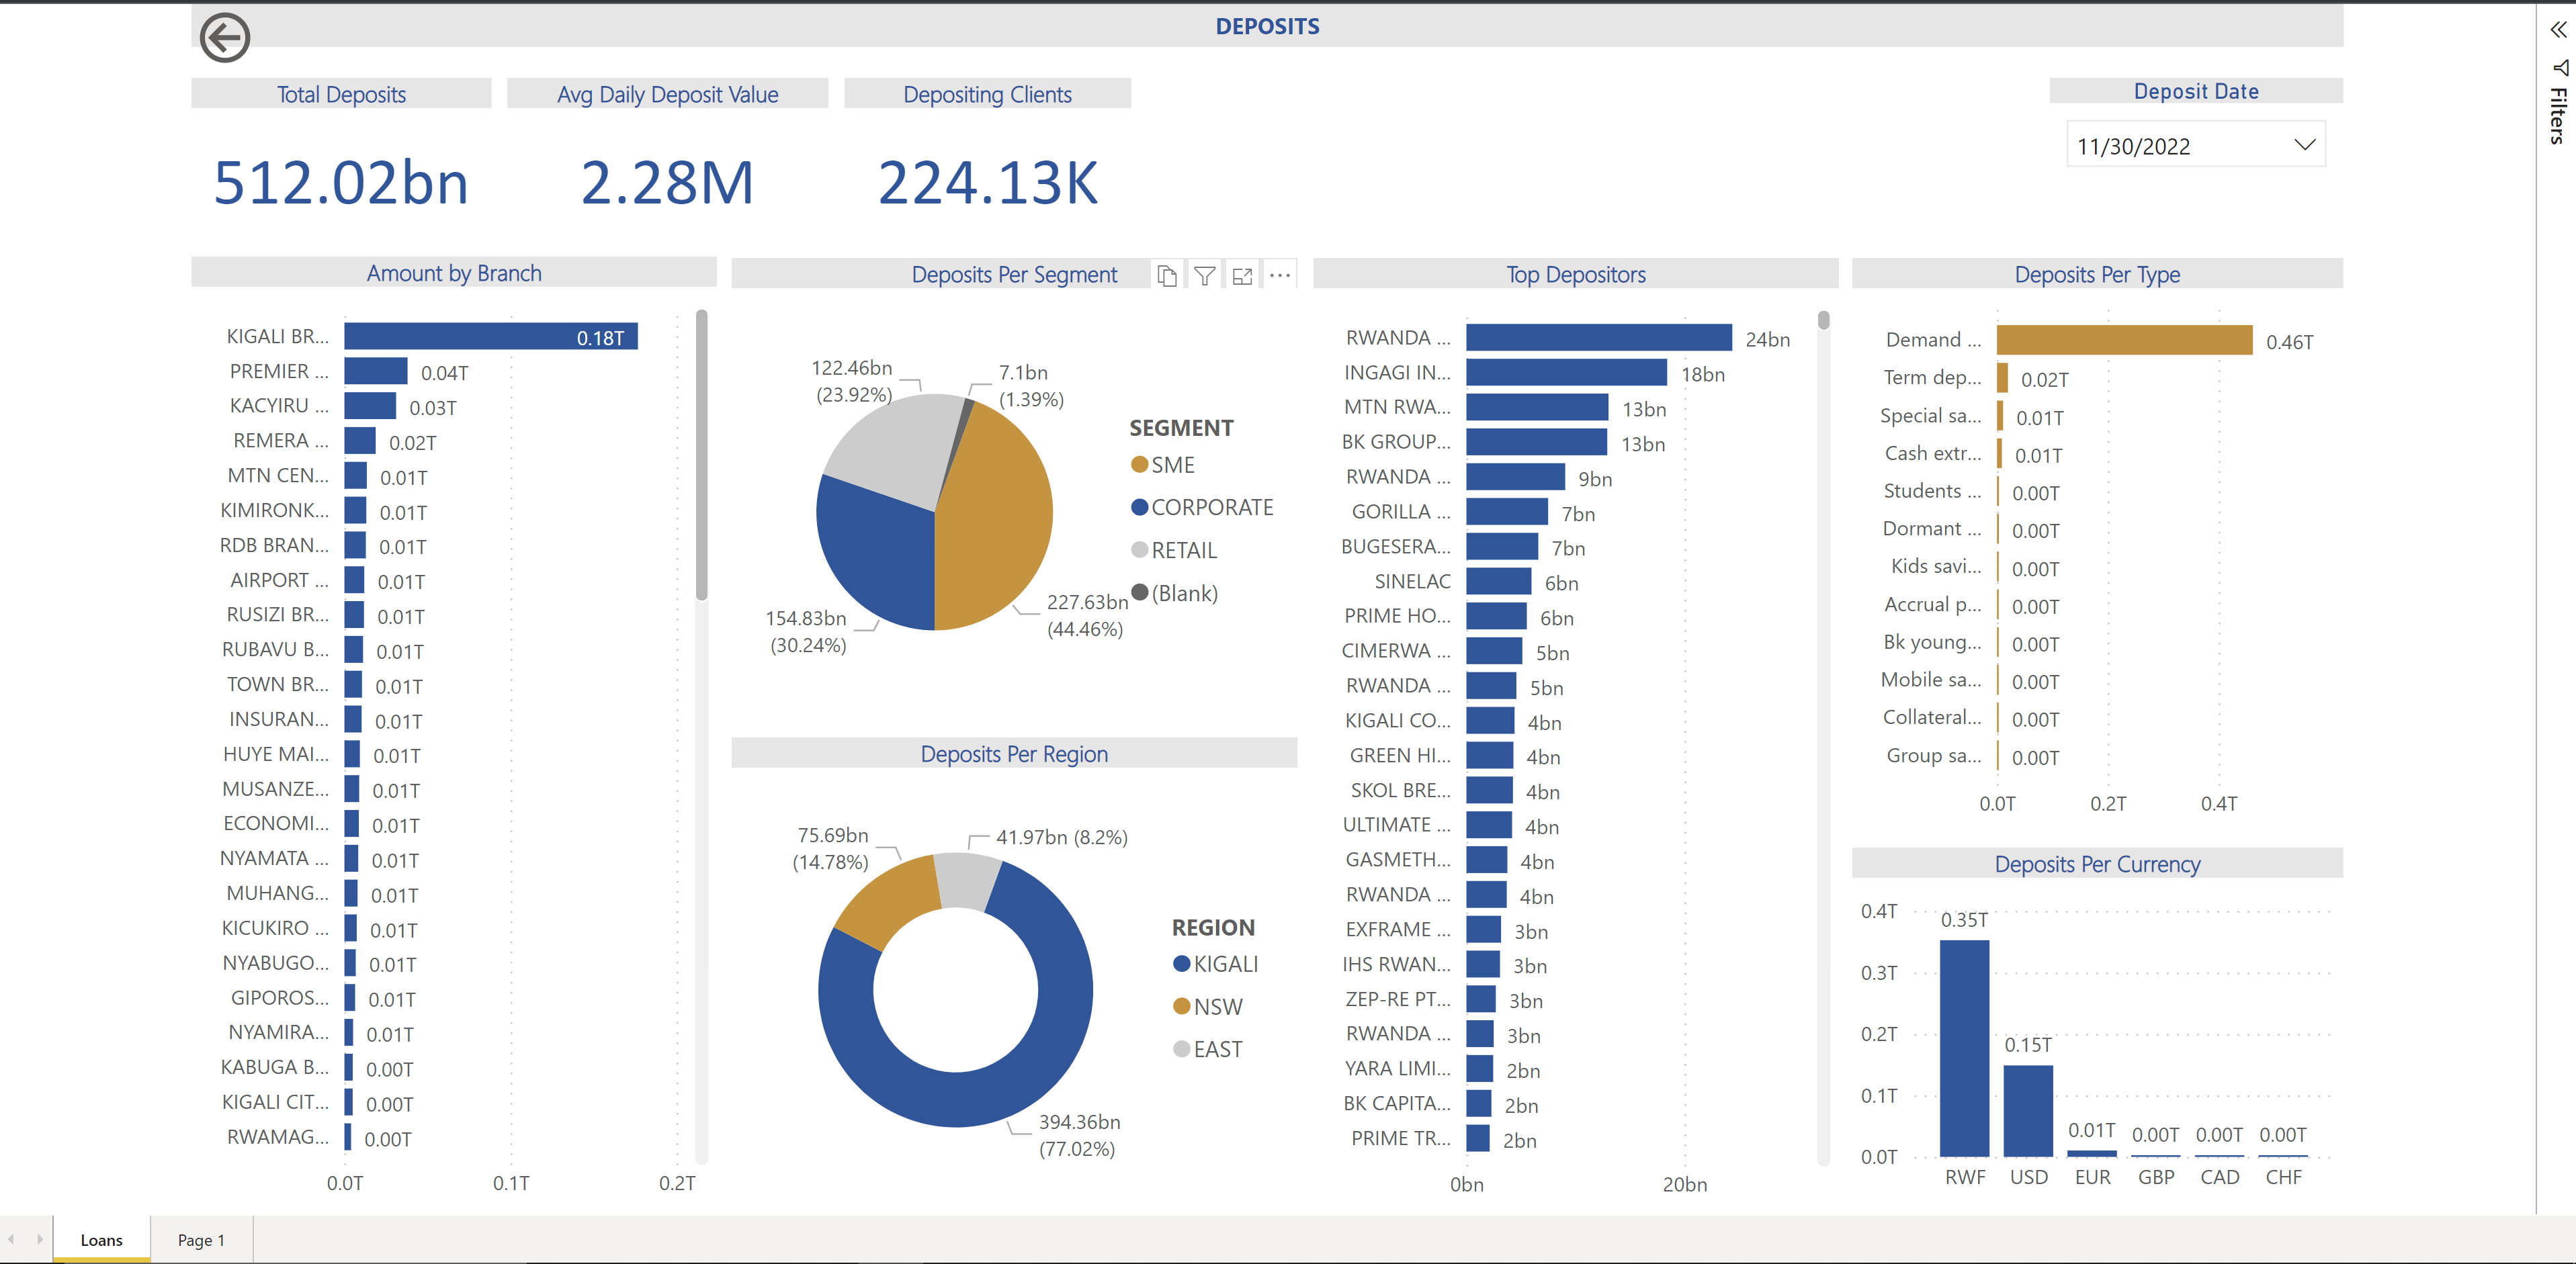 DEPOSITS
Total Deposits
Avg Daily Deposit Value
Depositing Clients
Deposit Date
512.02bn
2.28M
224.13K
11/30/2022
Filters
Amount by Branch
KIGALI BR... 0.18T
PREMIER ... 0.04T
KACYIRU ... 0.03T
REMERA ... 0.02T
MTN CEN... 0.01T
KIMIRONK... 0.01T
RDB BRAN... 0.01T
AIRPORT ... 0.01T
RUSIZI BR... 0.01T
RUBAVU B... 0.01T
TOWN BR... 0.01T
INSURAN... 0.01T
HUYE MAI... 0.01T
MUSANZE... 0.01T
ECONOMI... 0.01T
NYAMATA ... 0.01T
MUHANG... 0.01T
KICUKIRO ... 0.01T
NYABUGO... 0.01T
GIPOROS... 0.01T
NYAMIRA... 0.01T
KABUGA B... 0.00T
KIGALI CIT... 0.00T
RWAMAG... 0.00T
0.0T 0.1T 0.2T
Deposits Per Segment
122.46bn
(23.92%)
7.1bn
(1.39%)
154.83bn
(30.24%)
227.63bn
(44.46%)
SEGMENT
SME
CORPORATE
RETAIL
(Blank)
Deposits Per Region
75.69bn
(14.78%)
41.97bn (8.2%)
394.36bn
(77.02%)
REGION
KIGALI
NSW
EAST
Top Depositors
RWANDA ... 24bn
INGAGI IN... 18bn
MTN RWA... 13bn
BK GROUP... 13bn
RWANDA ... 9bn
GORILLA ... 7bn
BUGESERA... 7bn
SINELAC 6bn
PRIME HO... 6bn
CIMERWA ... 5bn
RWANDA ... 5bn
KIGALI CO... 4bn
GREEN HI... 4bn
SKOL BRE... 4bn
ULTIMATE ... 4bn
GASMETH... 4bn
RWANDA ... 4bn
EXFRAME ... 3bn
IHS RWAN... 3bn
ZEP-RE PT... 3bn
RWANDA ... 3bn
YARA LIMI... 2bn
BK CAPITA... 2bn
PRIME TR... 2bn
0bn 20bn
Deposits Per Type
Demand ... 0.46T
Term dep... 0.02T
Special sa... 0.01T
Cash extr... 0.01T
Students ... 0.00T
Dormant ... 0.00T
Kids savi... 0.00T
Accrual p... 0.00T
Bk young... 0.00T
Mobile sa... 0.00T
Collateral... 0.00T
Group sa... 0.00T
0.0T 0.2T 0.4T
Deposits Per Currency
0.4T
0.3T
0.2T
0.1T
0.0T
0.35T
0.15T
0.01T
0.00T
0.00T
0.00T
RWF USD EUR GBP CAD CHF
Loans
Page 1